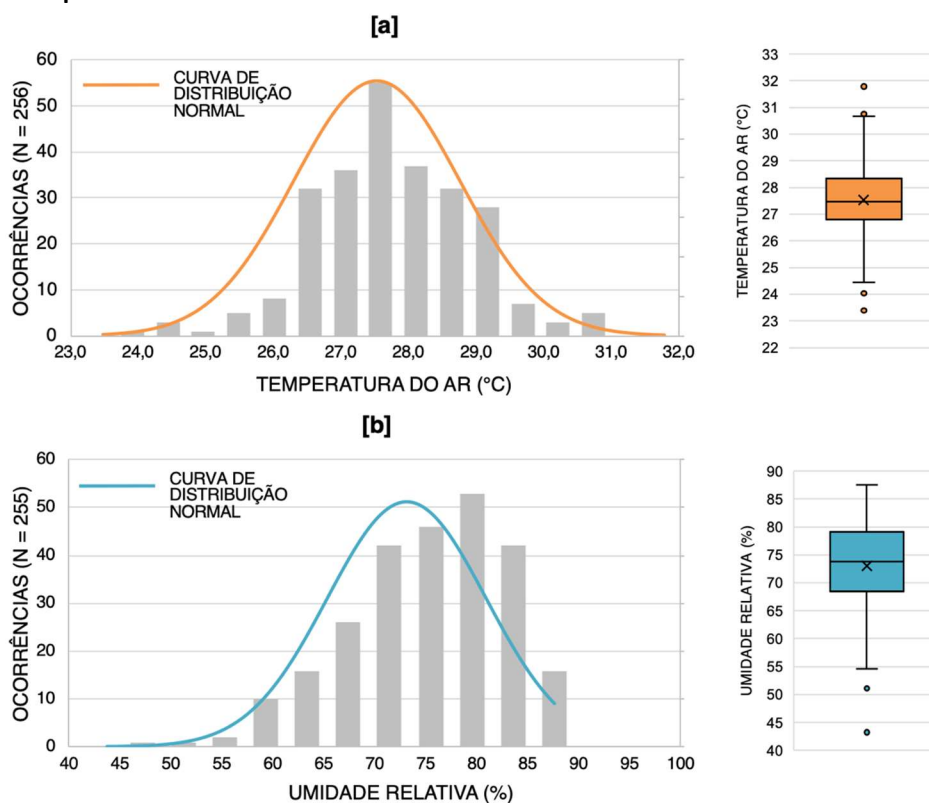 [a]
OCORRÊNCIAS (N = 256)
60
50
40
30
20
10
0
CURVA DE
DISTRIBUIÇÃO
NORMAL
23,0 24,0 25,0 26,0 27,0 28,0 29,0 30,0 31,0 32,0
TEMPERATURA DO AR (°C)
TEMPERATURA DO AR (°C)
33
32
31
30
29
28
27
26
25
24
23
22
[b]
OCORRÊNCIAS (N = 255)
60
50
40
30
20
10
0
CURVA DE
DISTRIBUIÇÃO
NORMAL
40 45 50 55 60 65 70 75 80 85 90 95 100
UMIDADE RELATIVA (%)
UMIDADE RELATIVA (%)
90
85
80
75
70
65
60
55
50
45
40